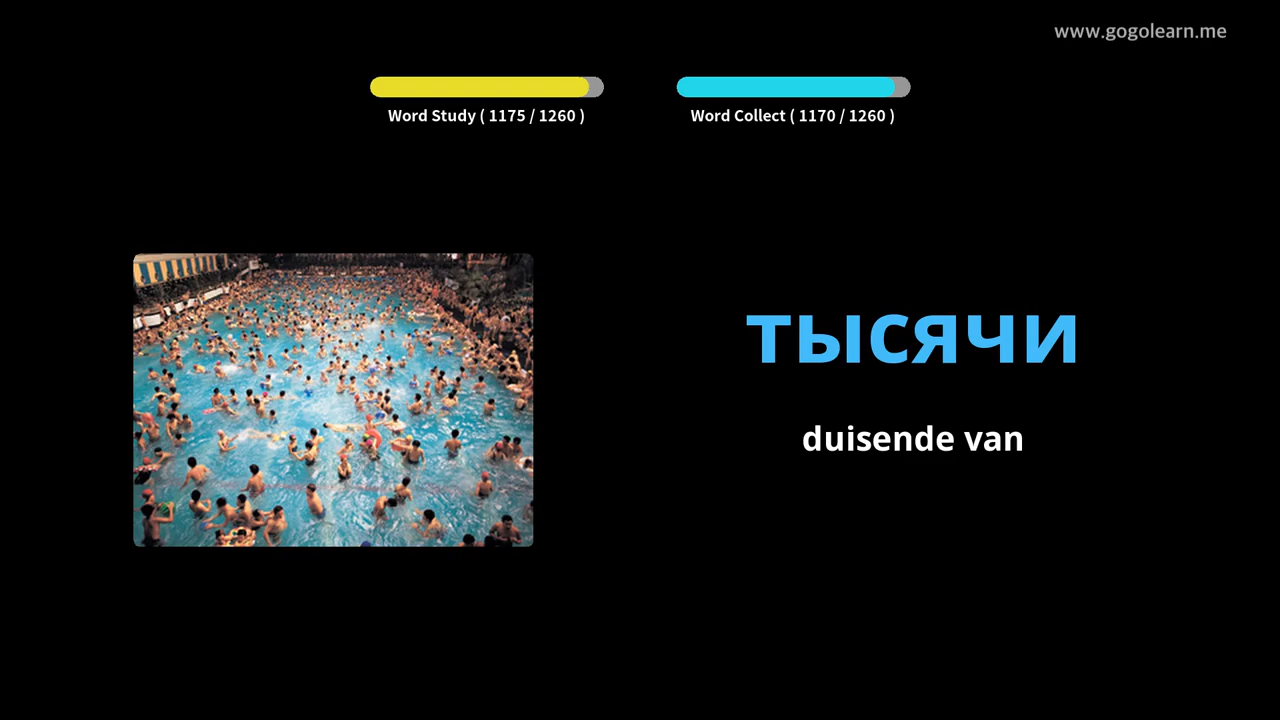 www.gogolearn.me
Word Study ( 1175 / 1260 )
Word Collect ( 1170 / 1260 )
тысячи
duisende van